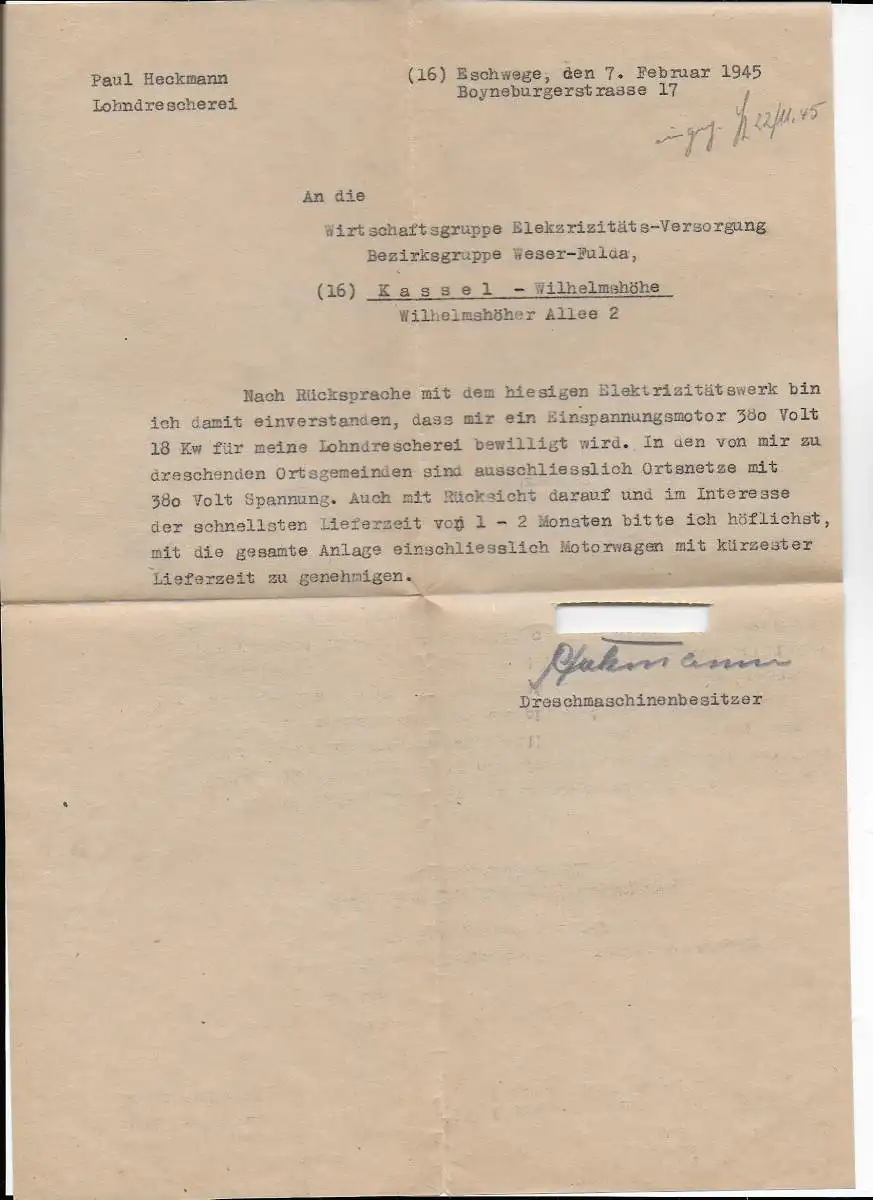 Paul Heckmann
Lohndrescherei
(16) Eschwege, den 7. Februar 1945
Boyneburgerstrasse 17
22/11.45
An die
Wirtschaftsgruppe Elekzrizitäts-Versorgung
Bezirksgruppe Weser-Fulda,
(16) K a s s e l - Wilhelmshöhe
Wilhelmshöher Allee 2
Nach Rücksprache mit dem hiesigen Elektrizitätswerk bin
ich damit einverstanden, dass mir ein Einspannungsmotor 38o Volt
18 Kw für meine Lohndrescherei bewilligt wird. In den von mir zu
dreschenden Ortsgemeinden sind ausschliesslich Ortsnetze mit
38o Volt Spannung. Auch mit Rücksicht darauf und im Interesse
der schnellsten Lieferzeit von 1 - 2 Monaten bitte ich höflichst,
mit die gesamte Anlage einschliesslich Motorwagen mit kürzester
Lieferzeit zu genehmigen.
Dreschmaschinenbesitzer